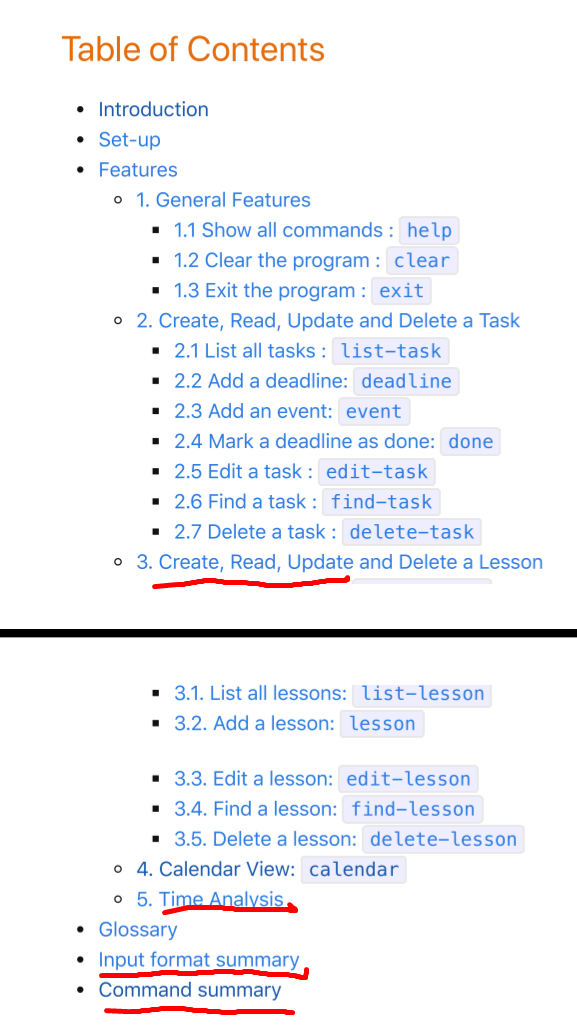 Table of Contents
Introduction
Set-up
Features
1. General Features
1.1 Show all commands : help
1.2 Clear the program : clear
1.3 Exit the program : exit
2. Create, Read, Update and Delete a Task
2.1 List all tasks : list-task
2.2 Add a deadline: deadline
2.3 Add an event: event
2.4 Mark a deadline as done: done
2.5 Edit a task : edit-task
2.6 Find a task : find-task
2.7 Delete a task : delete-task
3. Create, Read, Update and Delete a Lesson
3.1. List all lessons: list-lesson
3.2. Add a lesson: lesson
3.3. Edit a lesson: edit-lesson
3.4. Find a lesson: find-lesson
3.5. Delete a lesson: delete-lesson
4. Calendar View: calendar
5. Time Analysis
Glossary
Input format summary
Command summary